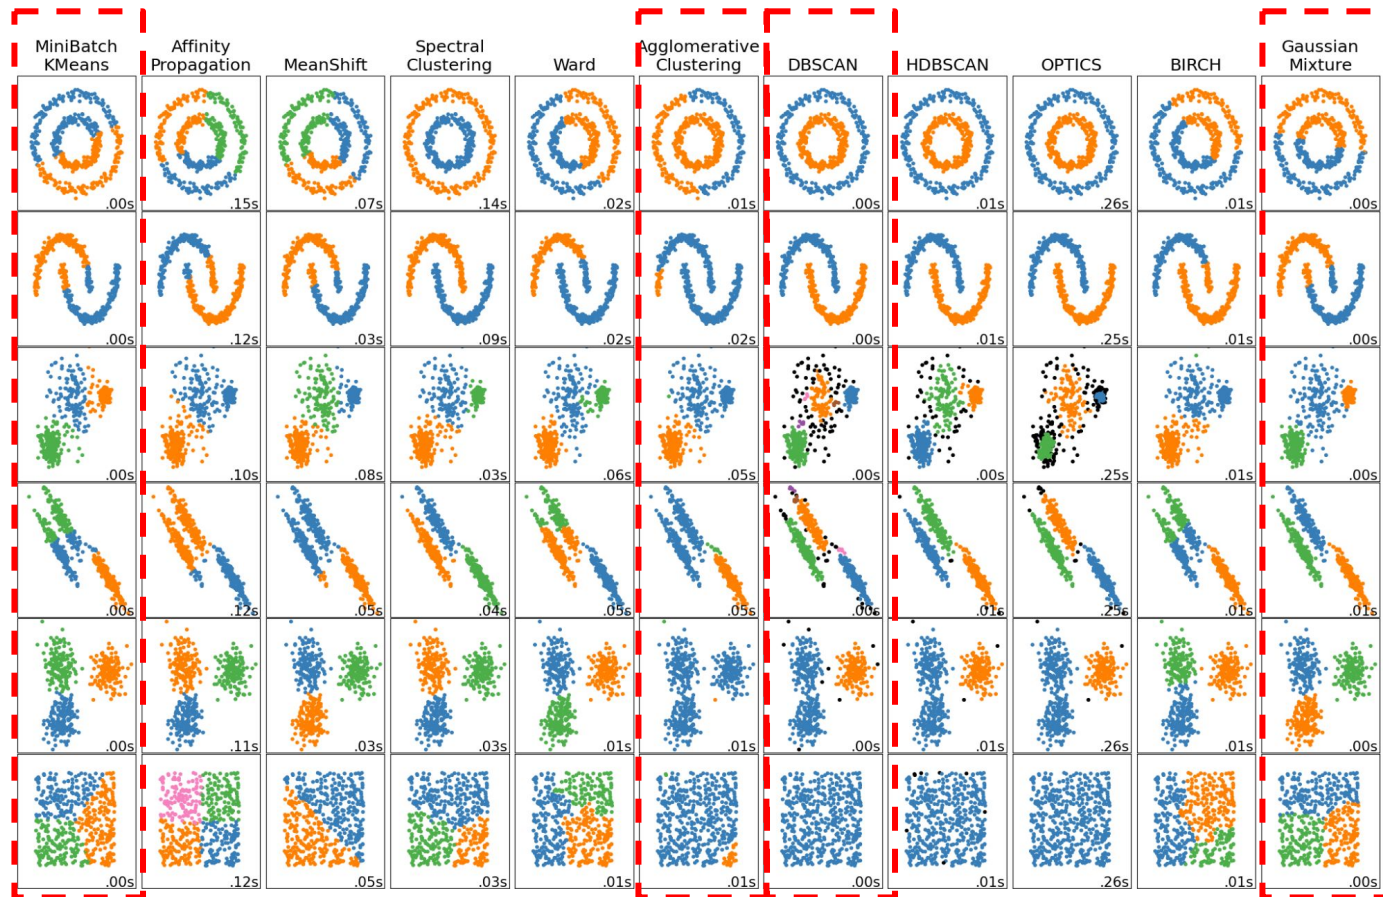 MiniBatch
KMeans
Affinity
Propagation
MeanShift
Spectral
Clustering
Ward
Agglomerative
Clustering
DBSCAN
HDBSCAN
OPTICS
BIRCH
Gaussian
Mixture
.00s .15s .07s .14s .02s .01s .00s .01s .26s .01s .00s
.00s .12s .03s .09s .02s .02s .00s .01s .25s .01s .00s
.00s .10s .08s .03s .06s .05s .00s .00s .25s .01s .00s
.00s .12s .05s .04s .05s .05s .00s .01s .25s .01s .01s
.00s .11s .03s .03s .01s .01s .00s .01s .26s .01s .00s
.00s .12s .05s .03s .01s .01s .00s .01s .26s .01s .00s